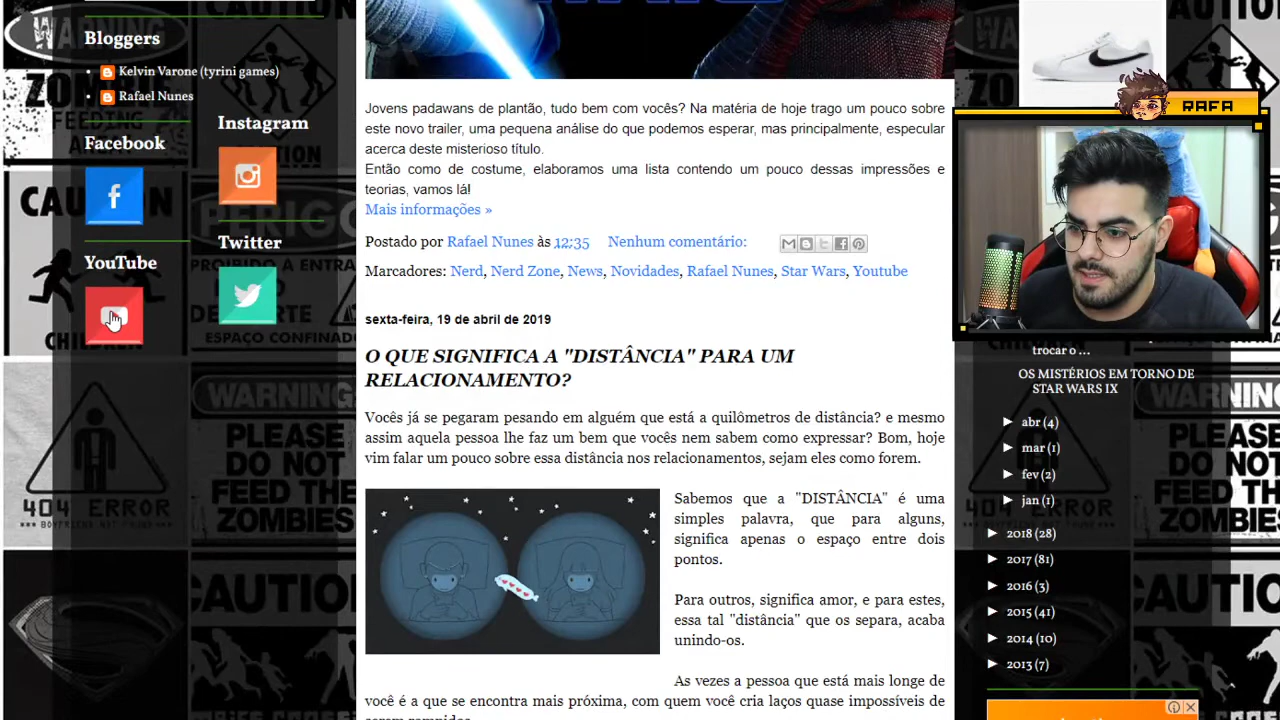 Bloggers
Kelvin Varone (tyrini games)
Rafael Nunes
Facebook
Instagram
YouTube
Twitter
Jovens padawans de plantão, tudo bem com vocês? Na matéria de hoje trago um pouco sobre
este novo trailer, uma pequena análise do que podemos esperar, mas principalmente, especular
acerca deste misterioso título.
Então como de costume, elaboramos uma lista contendo um pouco dessas impressões e
teorias, vamos lá!
Mais informações »
Postado por Rafael Nunes às 12:35 Nenhum comentário:
Marcadores: Nerd, Nerd Zone, News, Novidades, Rafael Nunes, Star Wars, Youtube
sexta-feira, 19 de abril de 2019
O QUE SIGNIFICA A "DISTÂNCIA" PARA UM
RELACIONAMENTO?
Vocês já se pegaram pesando em alguém que está a quilômetros de distância? e mesmo
assim aquela pessoa lhe faz um bem que vocês nem sabem como expressar? Bom, hoje
vim falar um pouco sobre essa distância nos relacionamentos, sejam eles como forem.
Sabemos que a "DISTÂNCIA" é uma
simples palavra, que para alguns,
significa apenas o espaço entre dois
pontos.
Para outros, significa amor, e para estes,
essa tal "distância" que os separa, acaba
unindo-os.
As vezes a pessoa que está mais longe de
você é a que se encontra mais próxima, com quem você cria laços quase impossíveis de
RAFA
trocar o ...
OS MISTÉRIOS EM TORNO DE
STAR WARS IX
► abr (4)
► mar (1)
► fev (2)
► jan (1)
► 2018 (28)
► 2017 (81)
► 2016 (3)
► 2015 (41)
► 2014 (10)
► 2013 (7)
WARNING
CAUTION
PERIGO
PROIBIDO À ENTRA
DETERPORTE
ESPAÇO CONFINADO
CHILDREN
404 ERROR
WARNING:
PLEASE
DO NOT
FEED THE
ZOMBIES